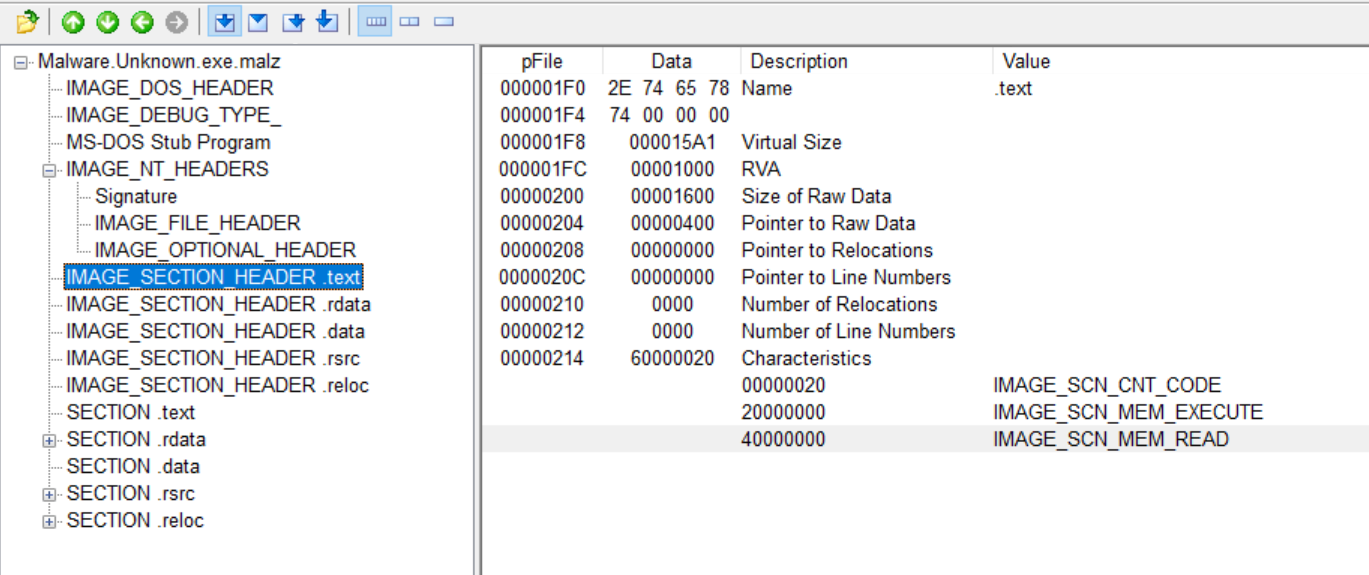 Malware.Unknown.exe.malz
IMAGE_DOS_HEADER
IMAGE_DEBUG_TYPE_
MS-DOS Stub Program
IMAGE_NT_HEADERS
Signature
IMAGE_FILE_HEADER
IMAGE_OPTIONAL_HEADER
IMAGE_SECTION_HEADER .text
IMAGE_SECTION_HEADER .rdata
IMAGE_SECTION_HEADER .data
IMAGE_SECTION_HEADER .rsrc
IMAGE_SECTION_HEADER .reloc
SECTION .text
SECTION .rdata
SECTION .data
SECTION .rsrc
SECTION .reloc
pFile Data Description Value
000001F0 2E 74 65 78 Name .text
000001F4 74 00 00 00
000001F8 000015A1 Virtual Size
000001FC 00001000 RVA
00000200 00001600 Size of Raw Data
00000204 00000400 Pointer to Raw Data
00000208 00000000 Pointer to Relocations
0000020C 00000000 Pointer to Line Numbers
00000210 0000 Number of Relocations
00000212 0000 Number of Line Numbers
00000214 60000020 Characteristics
00000020 IMAGE_SCN_CNT_CODE
20000000 IMAGE_SCN_MEM_EXECUTE
40000000 IMAGE_SCN_MEM_READ